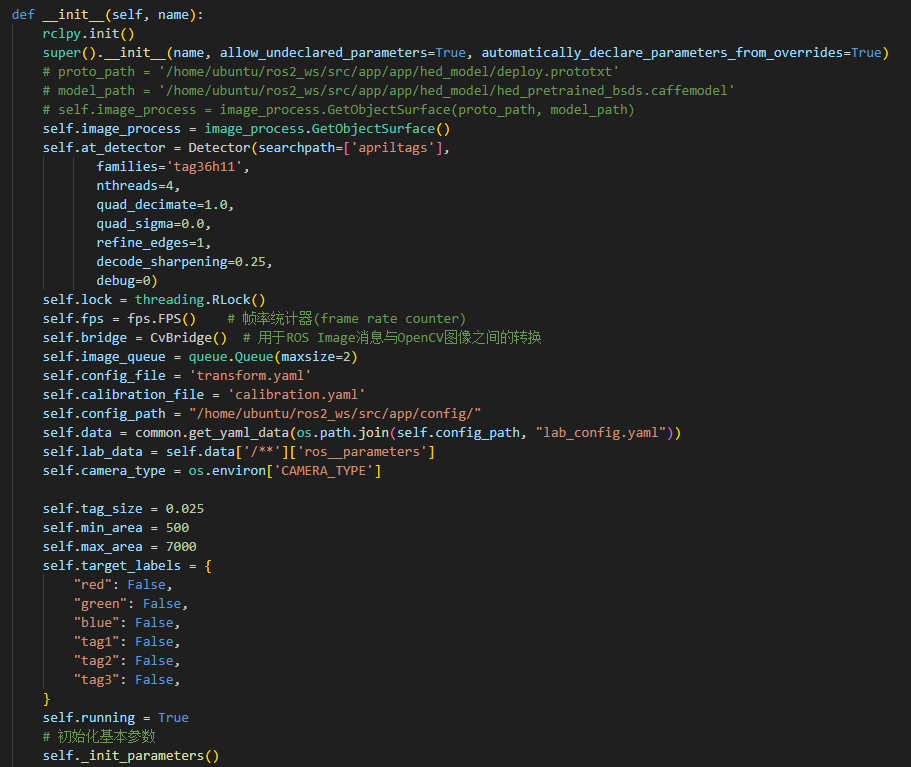 def __init__(self, name):
rclpy.init()
super().__init__(name, allow_undeclared_parameters=True, automatically_declare_parameters_from_overrides=True)
# proto_path = '/home/ubuntu/ros2_ws/src/app/app/hed_model/deploy.prototxt'
# model_path = '/home/ubuntu/ros2_ws/src/app/app/hed_model/hed_pretrained_bsds.caffemodel'
# self.image_process = image_process.GetObjectSurface(proto_path, model_path)
self.image_process = image_process.GetObjectSurface()
self.at_detector = Detector(searchpath=['apriltags'],
families='tag36h11',
nthreads=4,
quad_decimate=1.0,
quad_sigma=0.0,
refine_edges=1,
decode_sharpening=0.25,
debug=0)
self.lock = threading.RLock()
self.fps = fps.FPS()    # 帧率统计器(frame rate counter)
self.bridge = CvBridge()  # 用于ROS Image消息与OpenCV图像之间的转换
self.image_queue = queue.Queue(maxsize=2)
self.config_file = 'transform.yaml'
self.calibration_file = 'calibration.yaml'
self.config_path = "/home/ubuntu/ros2_ws/src/app/config/"
self.data = common.get_yaml_data(os.path.join(self.config_path, "lab_config.yaml"))
self.lab_data = self.data['/**']['ros__parameters']
self.camera_type = os.environ['CAMERA_TYPE']
self.tag_size = 0.025
self.min_area = 500
self.max_area = 7000
self.target_labels = {
"red": False,
"green": False,
"blue": False,
"tag1": False,
"tag2": False,
"tag3": False,
}
self.running = True
# 初始化基本参数
self._init_parameters()